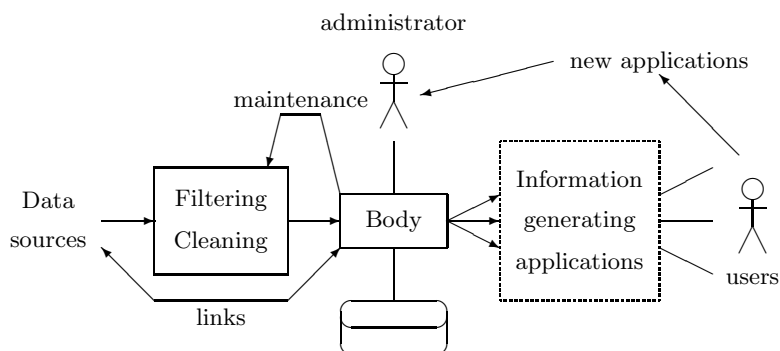 administrator
new applications
maintenance
Data
sources
Filtering
Cleaning
Body
Information
generating
applications
users
links